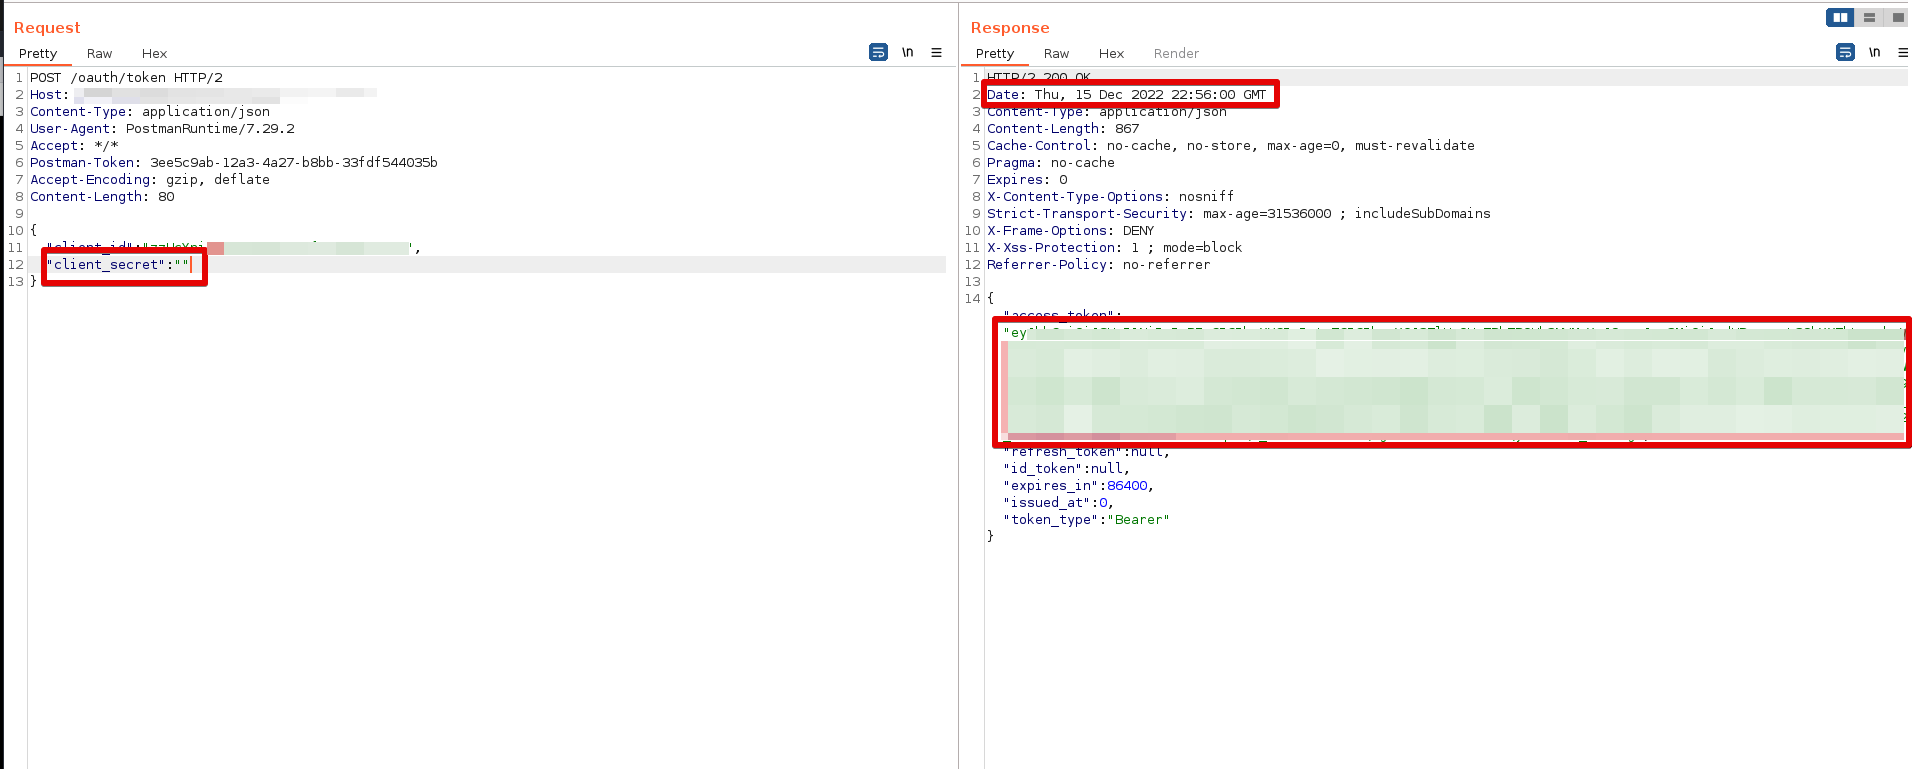 Request
Pretty Raw Hex
\n
1 POST /oauth/token HTTP/2
2 Host:
3 Content-Type: application/json
4 User-Agent: PostmanRuntime/7.29.2
5 Accept: */*
6 Postman-Token: 3ee5c9ab-12a3-4a27-b8bb-33fdf544035b
7 Accept-Encoding: gzip, deflate
8 Content-Length: 80
9
10 {
11 "client_id":" ",
12 "client_secret":""
13 }
Response
Pretty Raw Hex Render
\n
1 HTTP/2 200 OK
2 Date: Thu, 15 Dec 2022 22:56:00 GMT
3 Content-Type: application/json
4 Content-Length: 867
5 Cache-Control: no-cache, no-store, max-age=0, must-revalidate
6 Pragma: no-cache
7 Expires: 0
8 X-Content-Type-Options: nosniff
9 Strict-Transport-Security: max-age=31536000 ; includeSubDomains
10 X-Frame-Options: DENY
11 X-Xss-Protection: 1 ; mode=block
12 Referrer-Policy: no-referrer
13
14 {
"access_token":
"ey
"refresh_token":null,
"id_token":null,
"expires_in":86400,
"issued_at":0,
"token_type":"Bearer"
}